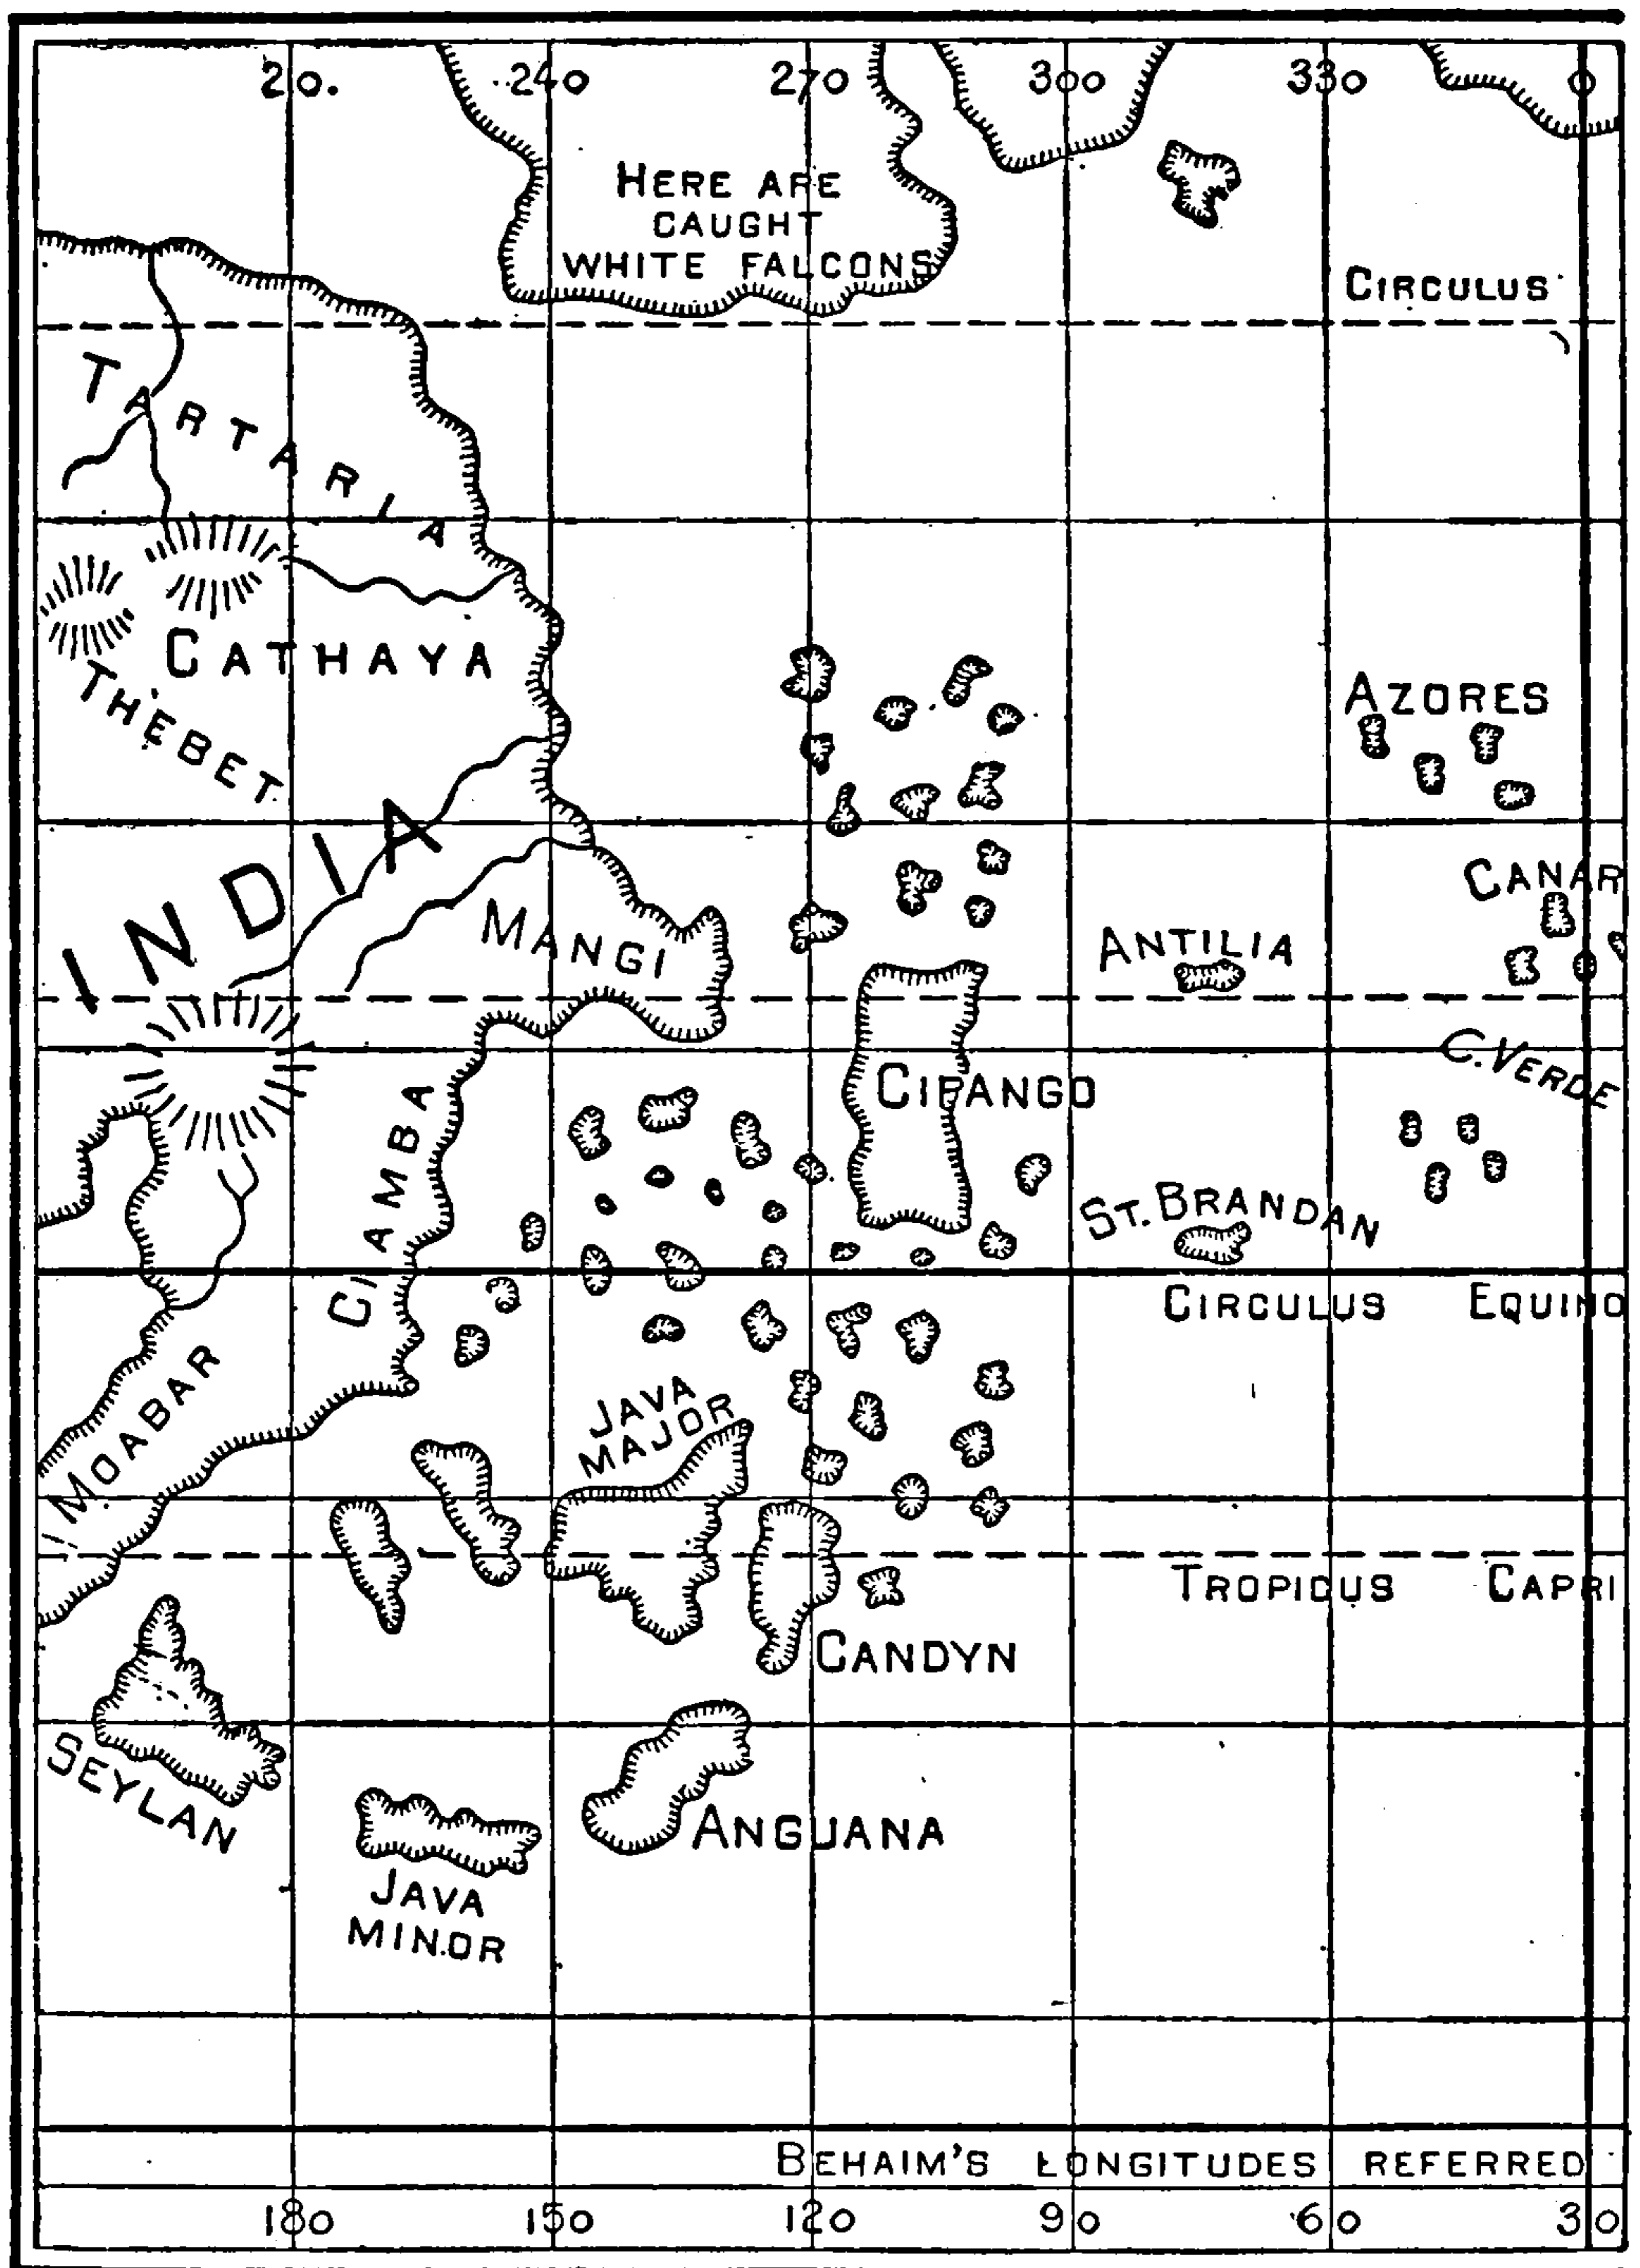 20. 240 270 300 330 0
HERE ARE
CAUGHT
WHITE FALCONS
CIRCULUS
TARTARIA
CATHAYA
THEBET
AZORES
INDIA
CANAR
MANGI
ANTILIA
CIPANGO
C. VERDE
CIAMBA
ST. BRANDAN
CIRCULUS EQUINO
MOABAR
JAVA
MAJOR
TROPICUS CAPRI
CANDYN
SEYLAN
ANGUANA
JAVA
MINOR
BEHAIM'S LONGITUDES REFERRED
180 150 120 90 60 30